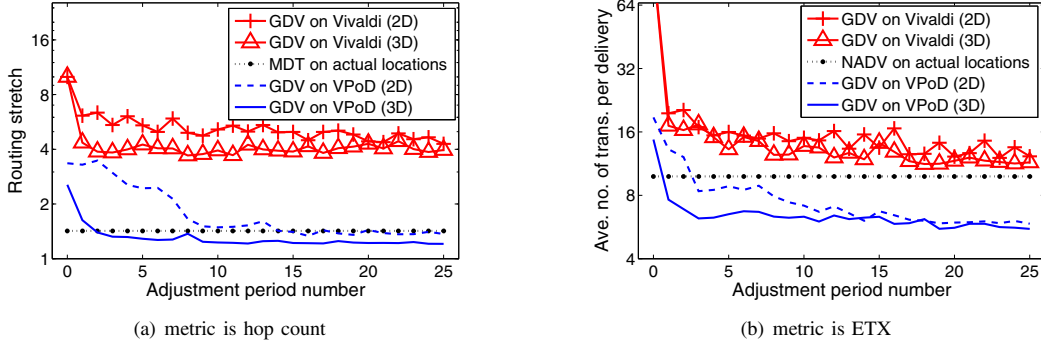 Routing stretch
16
8
4
2
1
0
5
10
15
20
25
Adjustment period number
GDV on Vivaldi (2D)
GDV on Vivaldi (3D)
MDT on actual locations
GDV on VPoD (2D)
GDV on VPoD (3D)
(a) metric is hop count
Ave. no. of trans. per delivery
64
32
16
8
4
0
5
10
15
20
25
Adjustment period number
GDV on Vivaldi (2D)
GDV on Vivaldi (3D)
NADV on actual locations
GDV on VPoD (2D)
GDV on VPoD (3D)
(b) metric is ETX